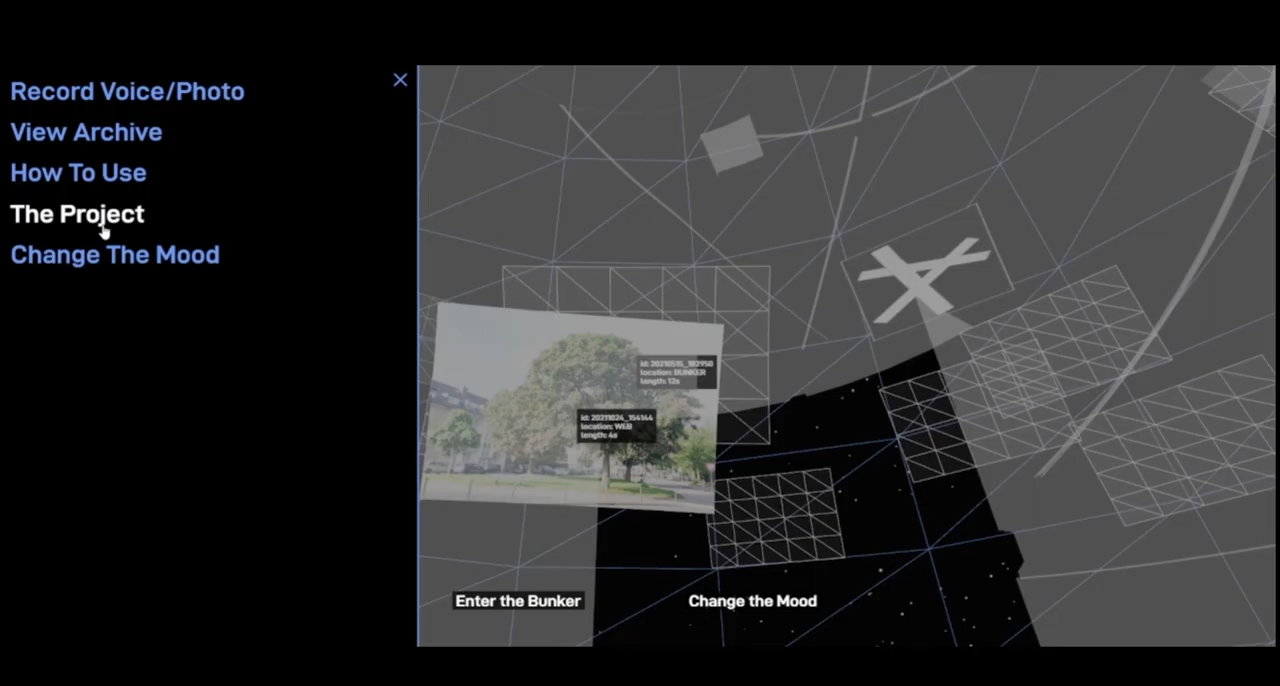 Record Voice/Photo
View Archive
How To Use
The Project
Change The Mood
id: 20210515_182950
location: BUNKER
length: 12s
id: 20211024_154144
location: WEB
length: 4s
Enter the Bunker
Change the Mood